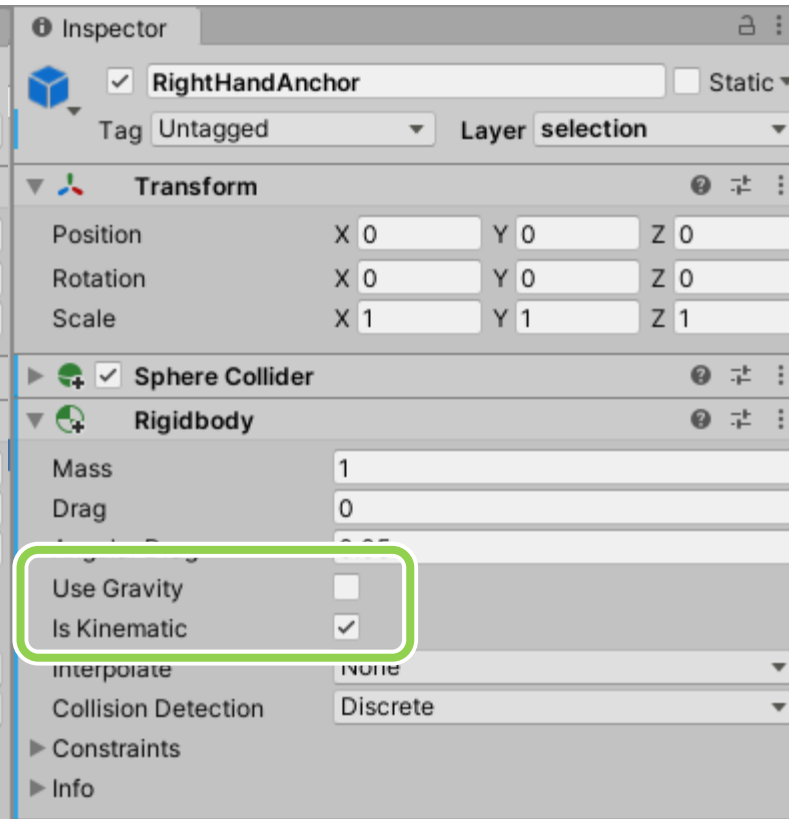 Inspector
RightHandAnchor Static
Tag Untagged Layer selection
Transform
Position X 0 Y 0 Z 0
Rotation X 0 Y 0 Z 0
Scale X 1 Y 1 Z 1
Sphere Collider
Rigidbody
Mass 1
Drag 0
Use Gravity
Is Kinematic
Interpolate None
Collision Detection Discrete
Constraints
Info